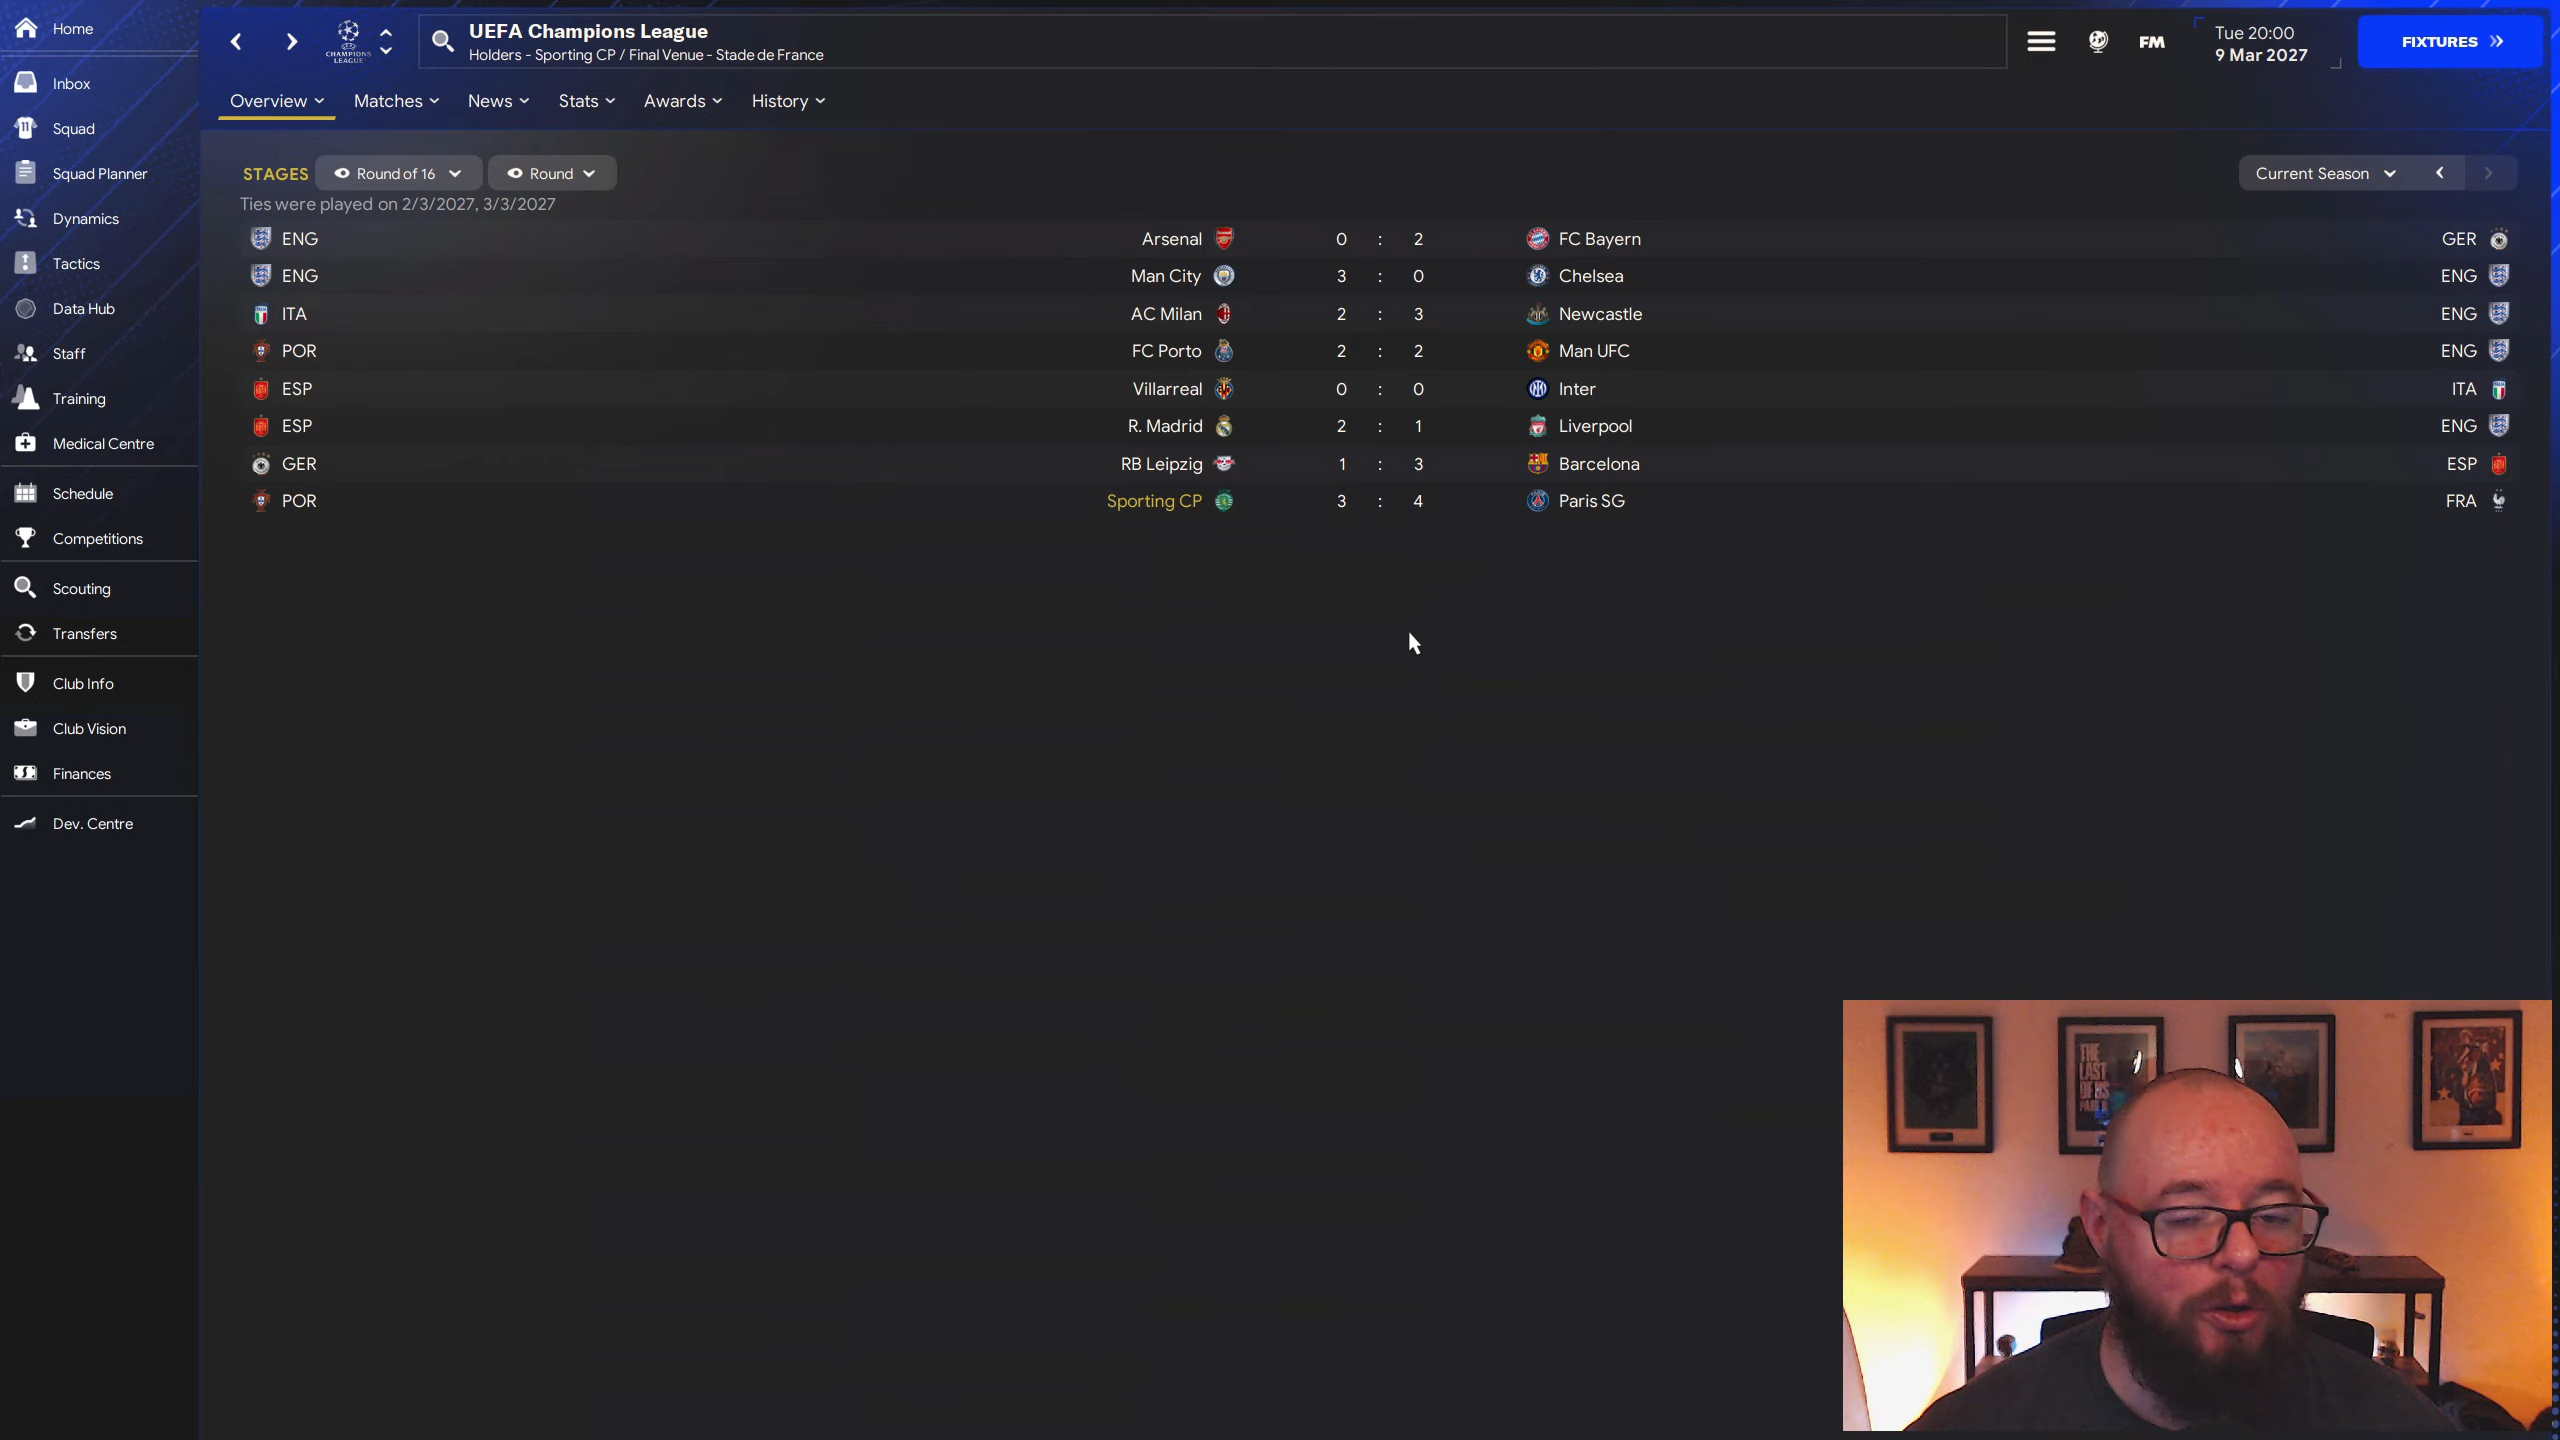 Home
Inbox
Squad
Squad Planner
Dynamics
Tactics
Data Hub
Staff
Training
Medical Centre
Schedule
Competitions
Scouting
Transfers
Club Info
Club Vision
Finances
Dev. Centre
CHAMPIONS
LEAGUE
UEFA Champions League
Holders - Sporting CP / Final Venue - Stade de France
FM
Tue 20:00
9 Mar 2027
FIXTURES
Overview Matches News Stats Awards History
STAGES Round of 16 Round Current Season
Ties were played on 2/3/2027, 3/3/2027
ENG Arsenal 0 : 2 FC Bayern GER
ENG Man City 3 : 0 Chelsea ENG
ITA AC Milan 2 : 3 Newcastle ENG
POR FC Porto 2 : 2 Man UFC ENG
ESP Villarreal 0 : 0 Inter ITA
ESP R. Madrid 2 : 1 Liverpool ENG
GER RB Leipzig 1 : 3 Barcelona ESP
POR Sporting CP 3 : 4 Paris SG FRA
THE
LAST
OF US